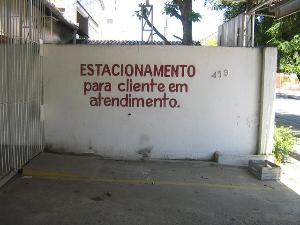 ESTACIONAMENTO
para cliente em
atendimento.
419